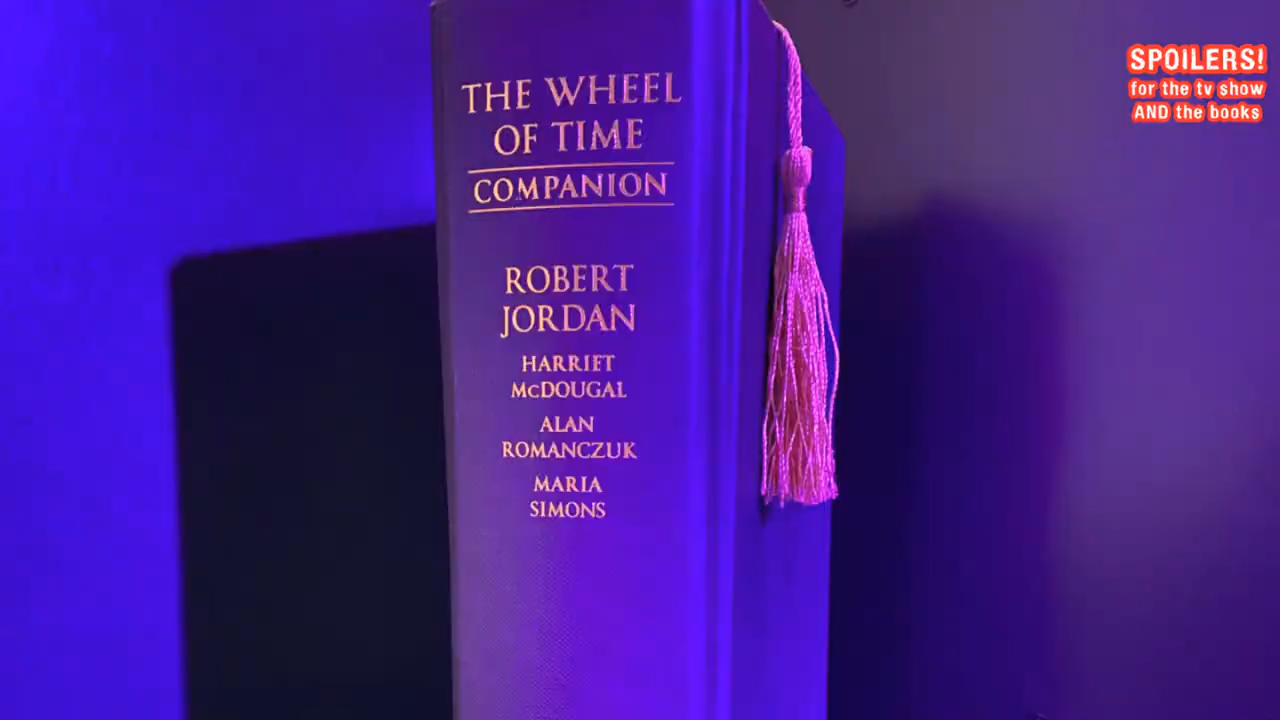 THE WHEEL
OF TIME
COMPANION
ROBERT
JORDAN
HARRIET
McDOUGAL
ALAN
ROMANCZUK
MARIA
SIMONS
SPOILERS!
for the tv show
AND the books